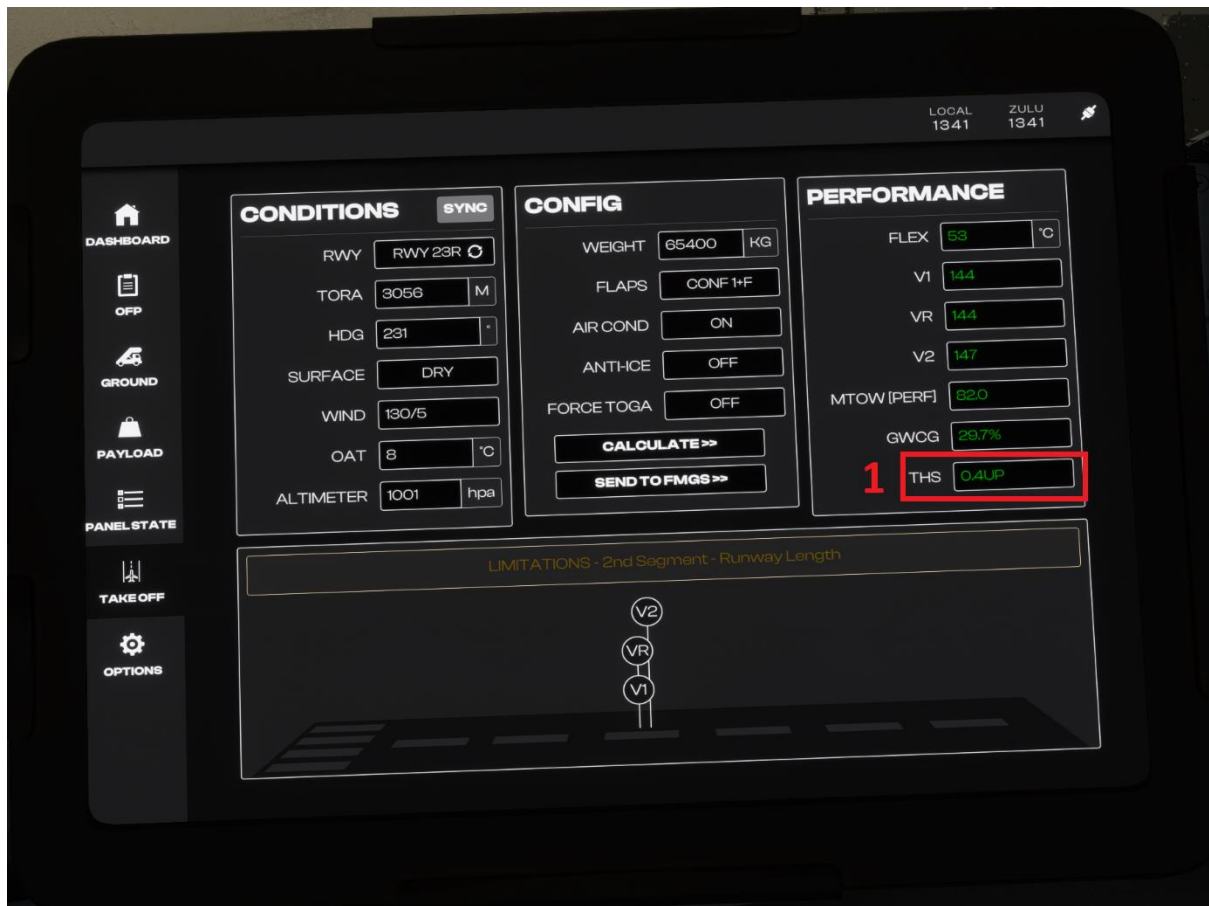 LOCAL 1341
ZULU 1341
DASHBOARD
OFP
GROUND
PAYLOAD
PANEL STATE
TAKE OFF
OPTIONS
CONDITIONS SYNC
RWY RWY 23R
TORA 3056 M
HDG 231 °
SURFACE DRY
WIND 130/5
OAT 8 °C
ALTIMETER 1001 hpa
CONFIG
WEIGHT 65400 KG
FLAPS CONF 1+F
AIR COND ON
ANTI-ICE OFF
FORCE TOGA OFF
CALCULATE >>
SEND TO FMGS >>
PERFORMANCE
FLEX 53 °C
V1 144
VR 144
V2 147
MTOW [PERF] 82.0
GWCG 29.7%
1 THS 0.4UP
LIMITATIONS - 2nd Segment - Runway Length
V2
VR
V1